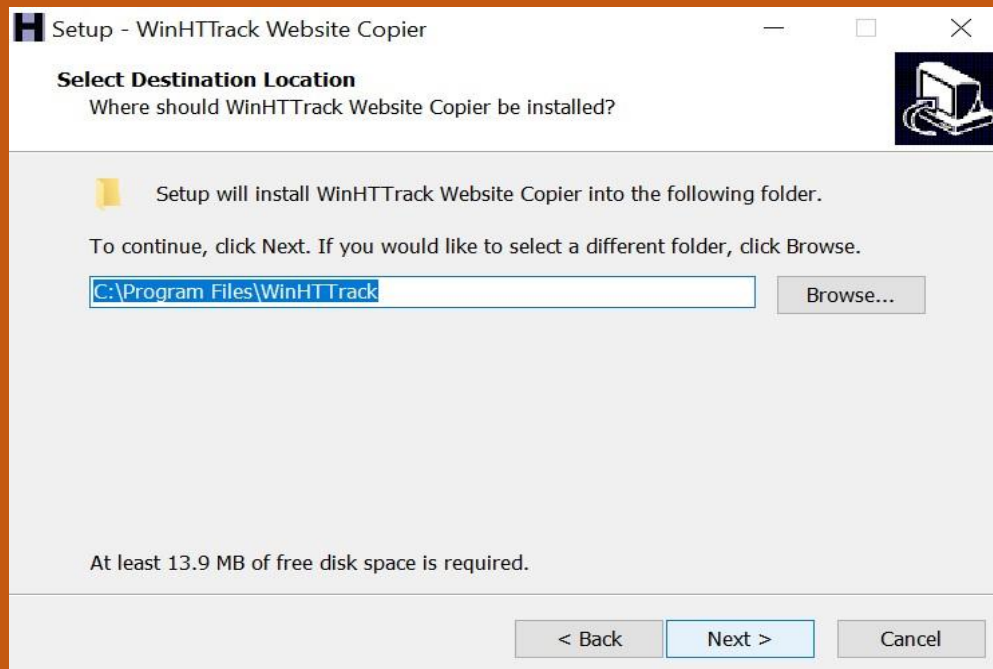 Setup - WinHTTrack Website Copier
Select Destination Location
Where should WinHTTrack Website Copier be installed?
Setup will install WinHTTrack Website Copier into the following folder.
To continue, click Next. If you would like to select a different folder, click Browse.
C:\Program Files\WinHTTrack
Browse...
At least 13.9 MB of free disk space is required.
< Back
Next >
Cancel